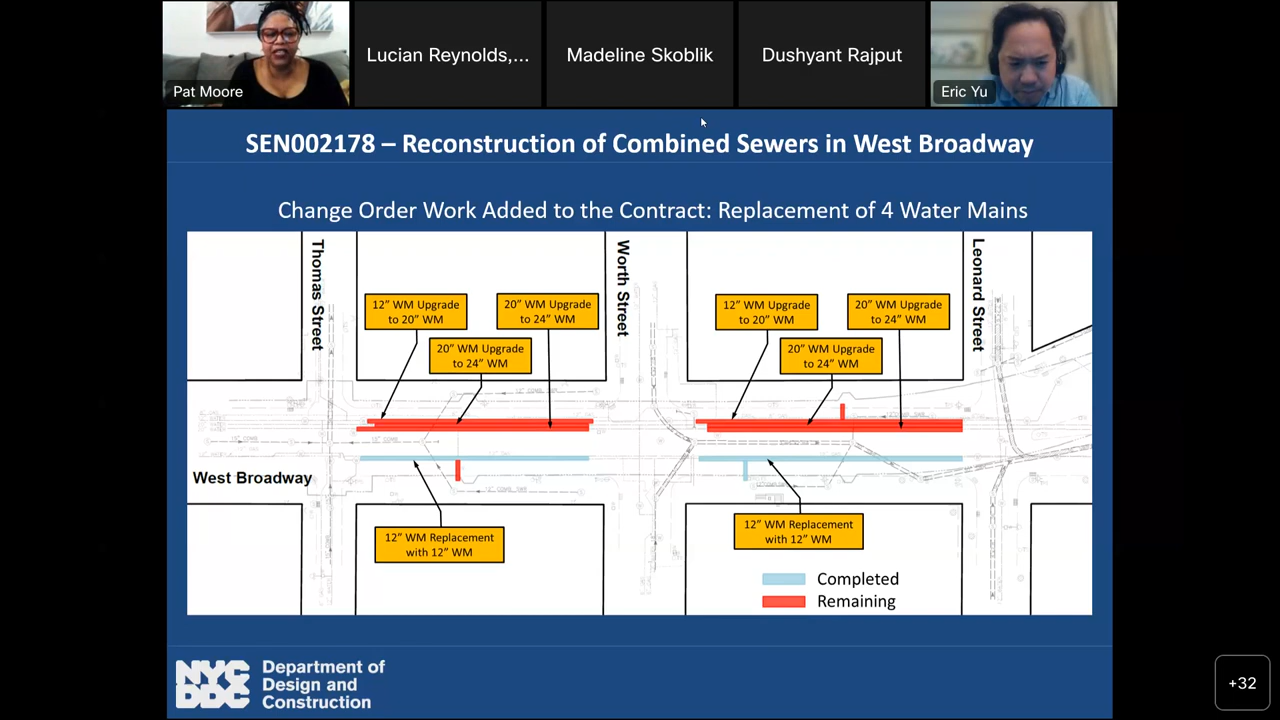 Pat Moore
Lucian Reynolds,...
Madeline Skoblik
Dushyant Rajput
Eric Yu
SEN002178 – Reconstruction of Combined Sewers in West Broadway
Change Order Work Added to the Contract: Replacement of 4 Water Mains
Thomas Street
Worth Street
Leonard Street
12” WM Upgrade
to 20” WM
20” WM Upgrade
to 24” WM
20” WM Upgrade
to 24” WM
12” WM Upgrade
to 20” WM
20” WM Upgrade
to 24” WM
20” WM Upgrade
to 24” WM
West Broadway
12” WM Replacement
with 12” WM
12” WM Replacement
with 12” WM
Completed
Remaining
NYC
DDC
Department of
Design and
Construction
+32